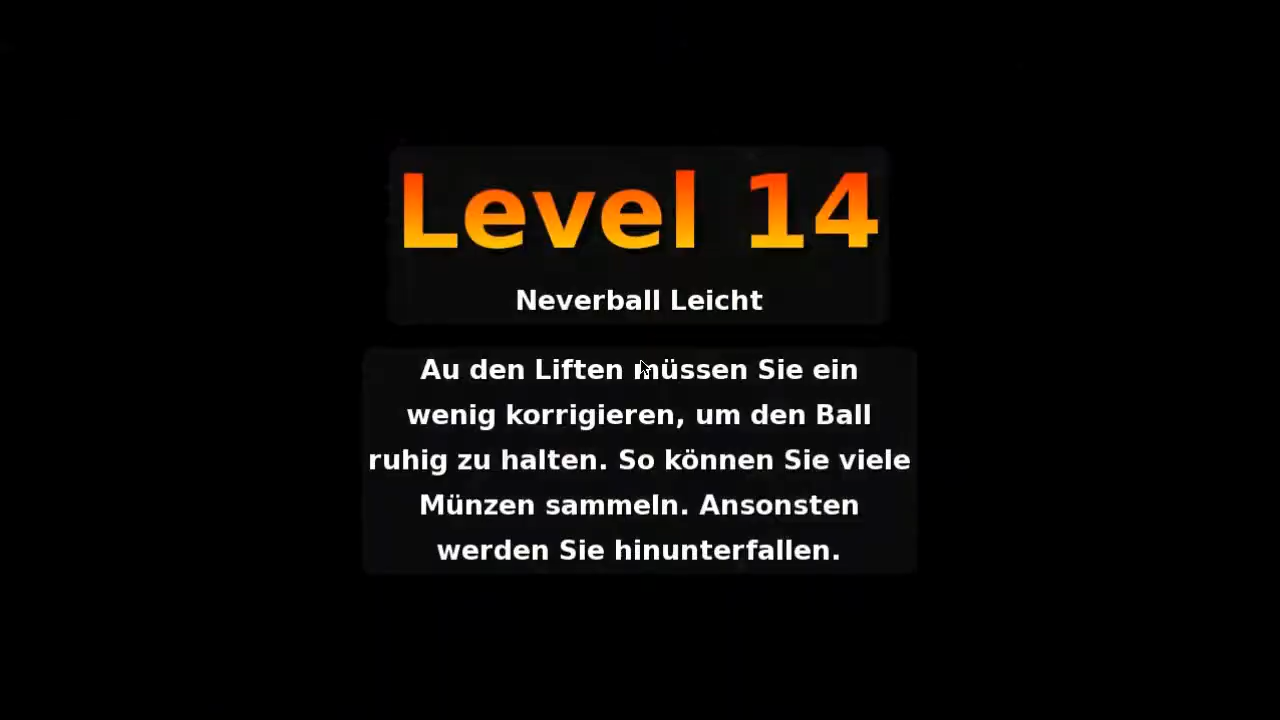 Level 14
Neverball Leicht
Au den Liften müssen Sie ein
wenig korrigieren, um den Ball
ruhig zu halten. So können Sie viele
Münzen sammeln. Ansonsten
werden Sie hinunterfallen.